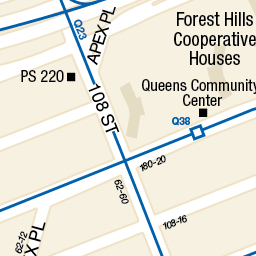 Q23
APEX PL
Forest Hills
Cooperative
Houses
PS 220
Queens Community
Center
108 ST
Q38
180-20
62-60
108-16
62-12
EX PL